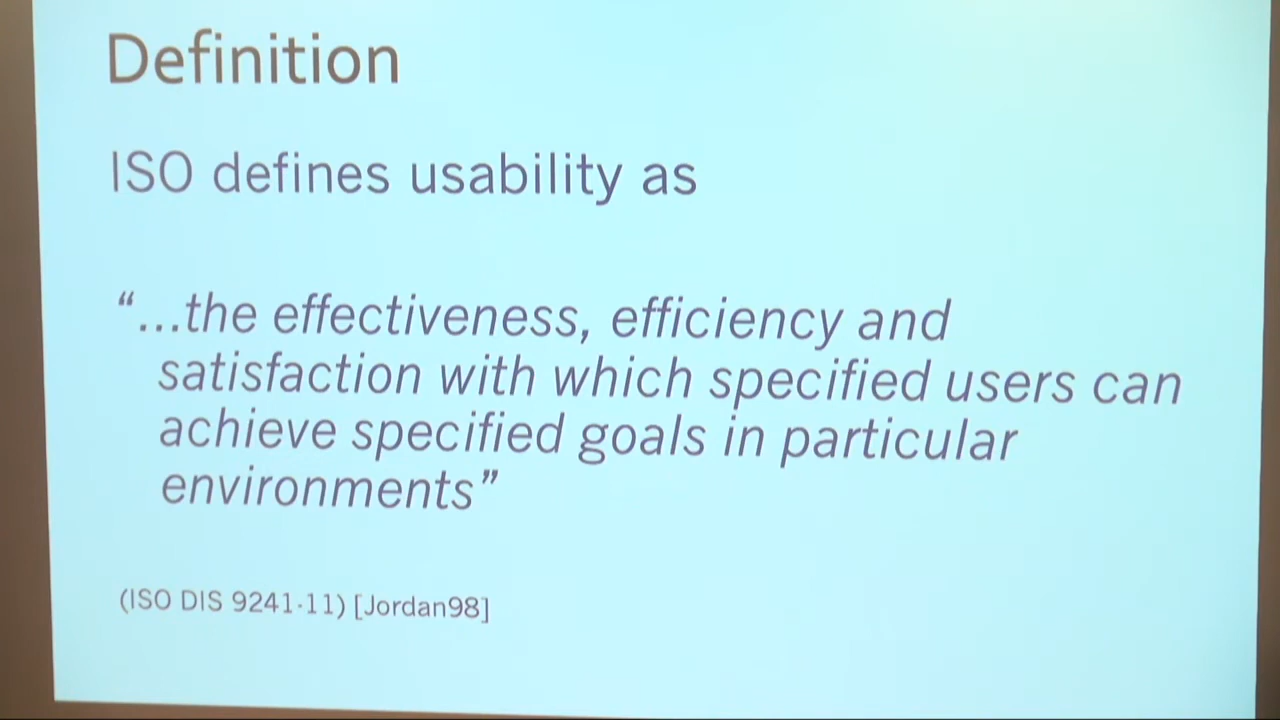 Definition
ISO defines usability as
“...the effectiveness, efficiency and
satisfaction with which specified users can
achieve specified goals in particular
environments”
(ISO DIS 9241-11) [Jordan98]